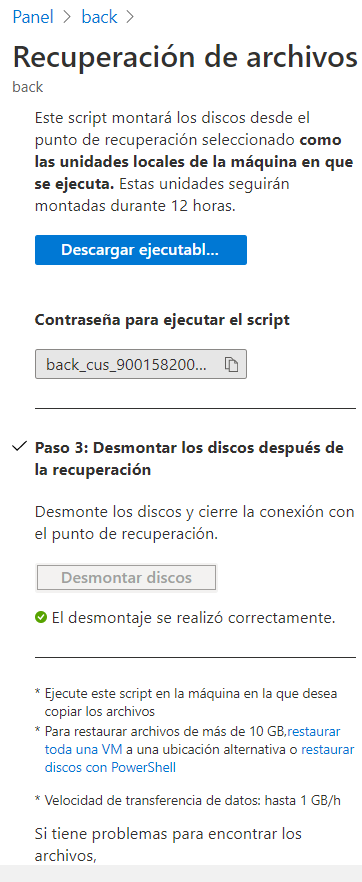 Panel > back >
Recuperación de archivos
back
Este script montará los discos desde el
punto de recuperación seleccionado como
las unidades locales de la máquina en que
se ejecuta. Estas unidades seguirán
montadas durante 12 horas.
Descargar ejecutabl...
Contraseña para ejecutar el script
back_cus_900158200...
Paso 3: Desmontar los discos después de
la recuperación
Desmonte los discos y cierre la conexión con
el punto de recuperación.
Desmontar discos
El desmontaje se realizó correctamente.
* Ejecute este script en la máquina en la que desea
copiar los archivos
* Para restaurar archivos de más de 10 GB,restaurar
toda una VM a una ubicación alternativa o restaurar
discos con PowerShell
* Velocidad de transferencia de datos: hasta 1 GB/h
Si tiene problemas para encontrar los
archivos,